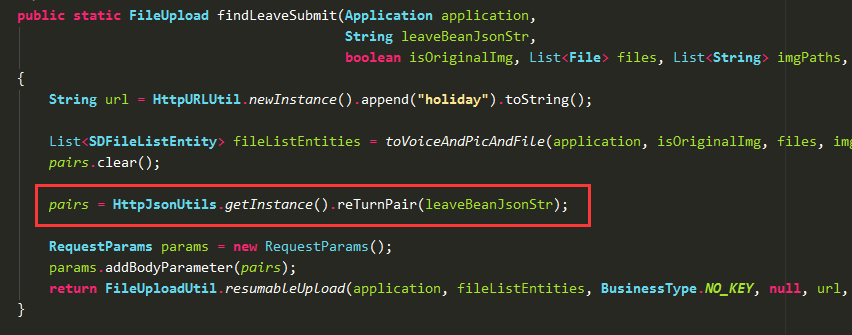 public static FileUpload findLeaveSubmit(Application application,
String leaveBeanJsonStr,
boolean isOriginalImg, List<File> files, List<String> imgPaths,
{
String url = HttpURLUtil.newInstance().append("holiday").toString();
List<SDFileListEntity> fileListEntities = toVoiceAndPicAndFile(application, isOriginalImg, files, im
pairs.clear();
pairs = HttpJsonUtils.getInstance().reTurnPair(leaveBeanJsonStr);
RequestParams params = new RequestParams();
params.addBodyParameter(pairs);
return FileUploadUtil.resumableUpload(application, fileListEntities, BusinessType.NO_KEY, null, url,
}